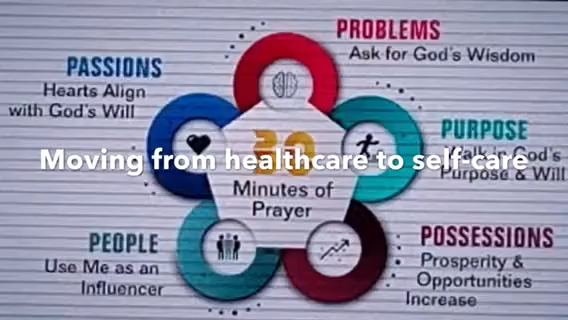 PROBLEMS
Ask for God's Wisdom
PASSIONS
Hearts Align
with God's Will
PURPOSE
Walk in God's
Purpose & Will
Moving from healthcare to self-care
30
Minutes of
Prayer
PEOPLE
Use Me as an
Influencer
POSSESSIONS
Prosperity &
Opportunities
Increase